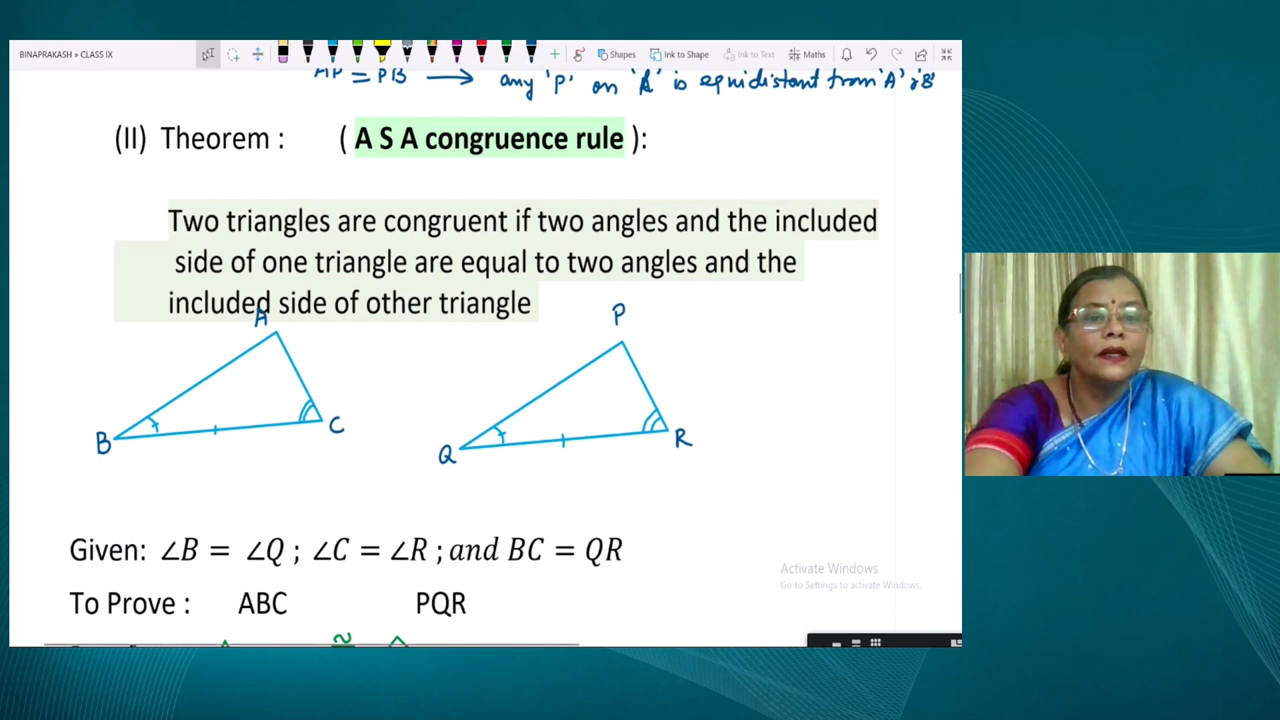 BINAPRAKASH » CLASS IX
Shapes
Ink to Shape
Ink to Text
Maths
AP = PB → any 'P' on 'l' is equidistant from 'A' & 'B'
(II) Theorem : ( A S A congruence rule ):
Two triangles are congruent if two angles and the included
side of one triangle are equal to two angles and the
included side of other triangle
A
P
B
C
Q
R
Given: ∠B = ∠Q ; ∠C = ∠R ; and BC = QR
Activate Windows
Go to Settings to activate Windows.
To Prove : ABC PQR
≅